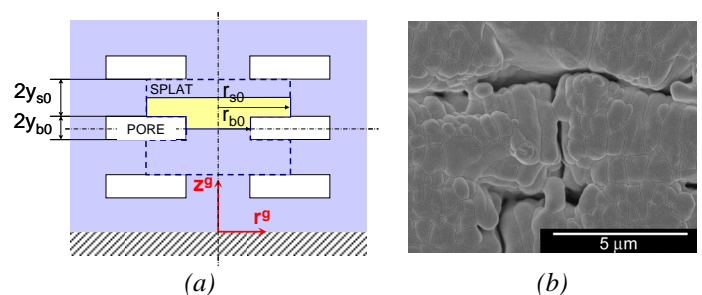 2y_s0
SPLAT
r_s0
2y_b0
PORE
r_b0
z^g
r^g
5 μm
(a)
(b)